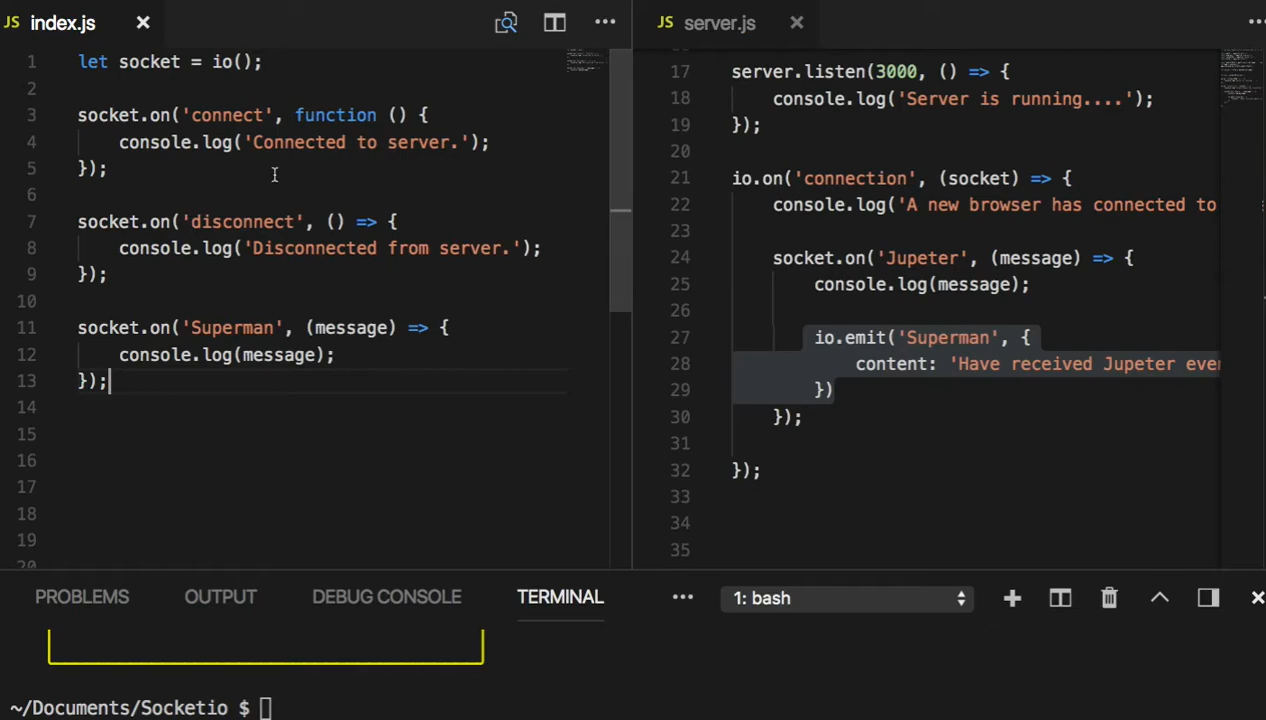 JS index.js ×
1 let socket = io();
2
3 socket.on('connect', function () {
4 console.log('Connected to server.');
5 });
6
7 socket.on('disconnect', () => {
8 console.log('Disconnected from server.');
9 });
10
11 socket.on('Superman', (message) => {
12 console.log(message);
13 });
14
15
16
17
18
19
20
JS server.js ×
17 server.listen(3000, () => {
18 console.log('Server is running....');
19 });
20
21 io.on('connection', (socket) => {
22 console.log('A new browser has connected to
23
24 socket.on('Jupeter', (message) => {
25 console.log(message);
26
27 io.emit('Superman', {
28 content: 'Have received Jupeter even
29 })
30 });
31
32 });
33
34
35
PROBLEMS OUTPUT DEBUG CONSOLE TERMINAL ••• 1: bash
~/Documents/Socketio $